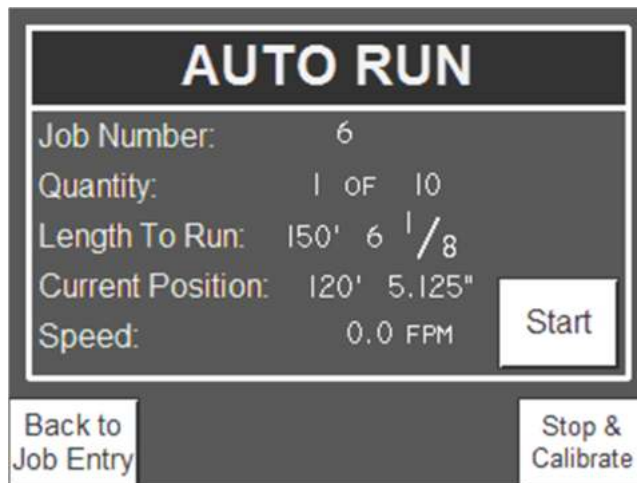 AUTO RUN
Job Number: 6
Quantity: 1 OF 10
Length To Run: 150' 6 1/8
Current Position: 120' 5.125"
Speed: 0.0 FPM
Start
Back to
Job Entry
Stop &
Calibrate